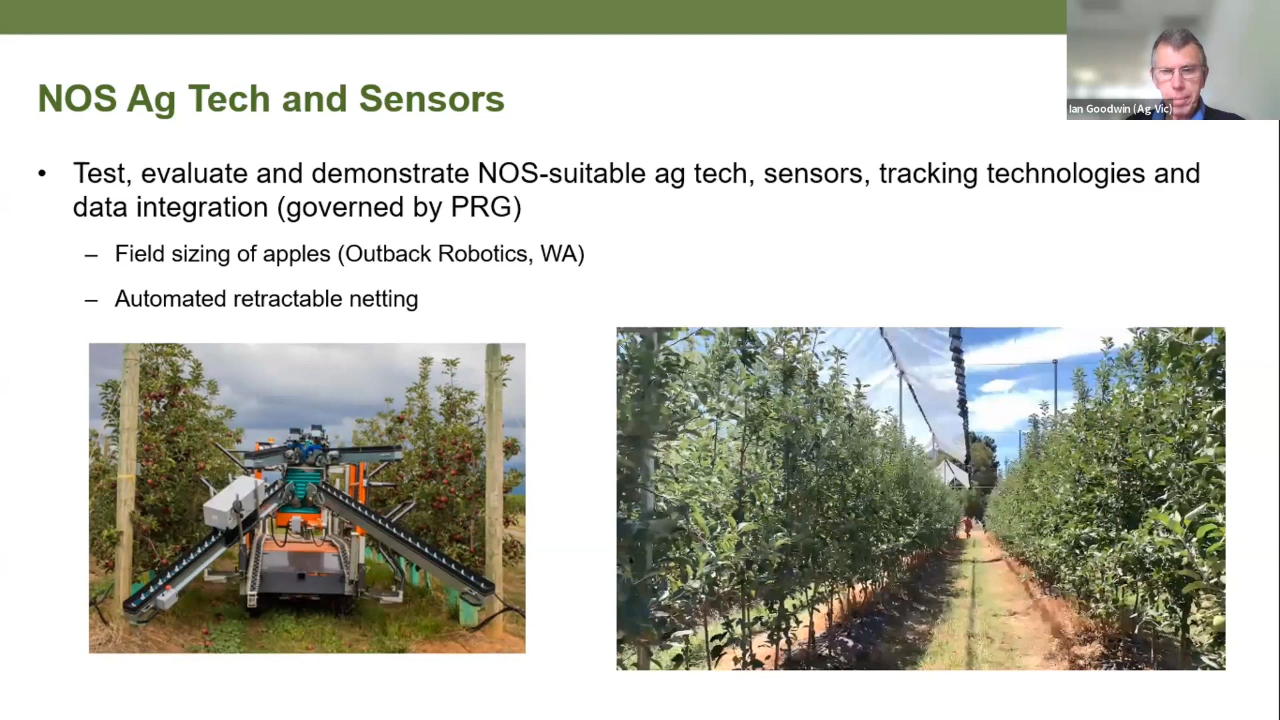 NOS Ag Tech and Sensors
Ian Goodwin (Ag Vic)
• Test, evaluate and demonstrate NOS-suitable ag tech, sensors, tracking technologies and
data integration (governed by PRG)
– Field sizing of apples (Outback Robotics, WA)
– Automated retractable netting